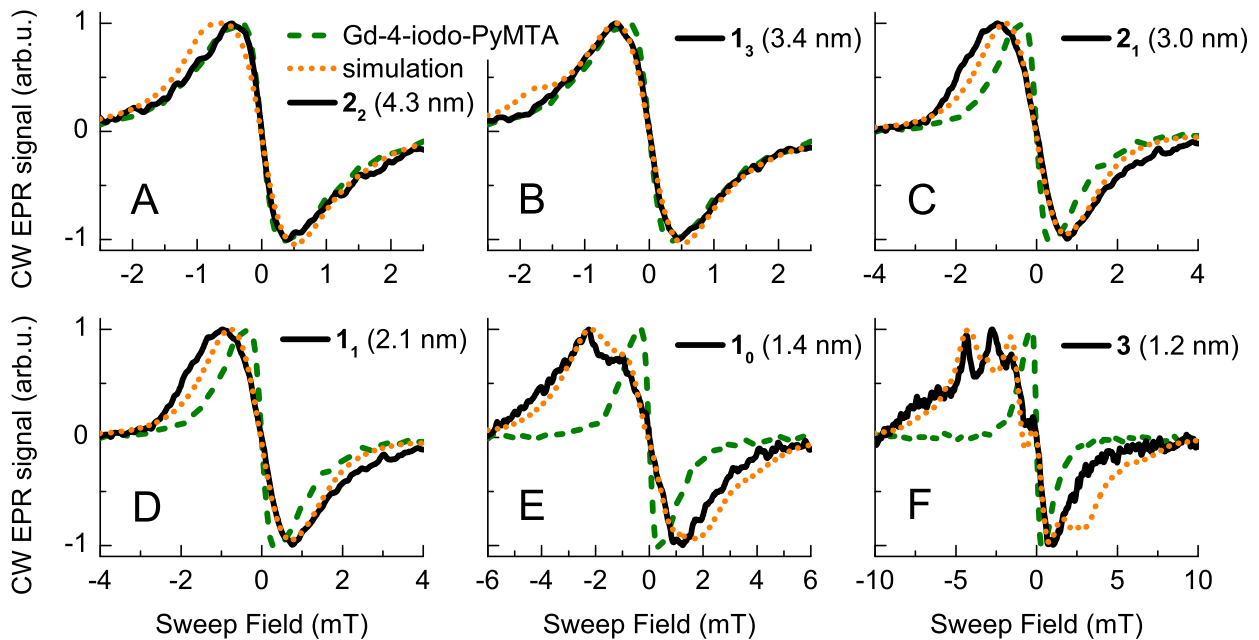 CW EPR signal (arb.u.)
1
0
-1
Gd-4-iodo-PyMTA
simulation
2₂ (4.3 nm)
A
-2 -1 0 1 2
1₃ (3.4 nm)
B
-2 -1 0 1 2
2₁ (3.0 nm)
C
-4 -2 0 2 4
CW EPR signal (arb.u.)
1
0
-1
1₁ (2.1 nm)
D
-4 -2 0 2 4
Sweep Field (mT)
1₀ (1.4 nm)
E
-6 -4 -2 0 2 4 6
Sweep Field (mT)
3 (1.2 nm)
F
-10 -5 0 5 10
Sweep Field (mT)